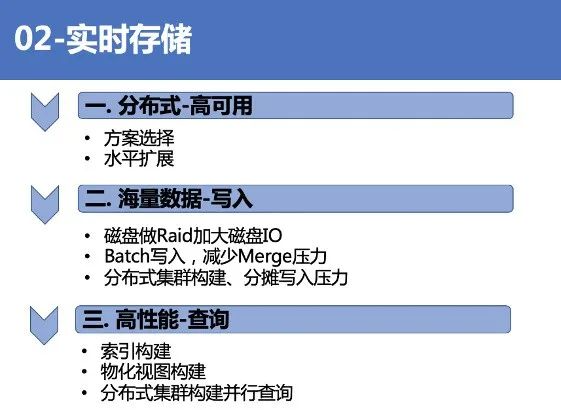 02-实时存储
一. 分布式-高可用
• 方案选择
• 水平扩展
二. 海量数据-写入
• 磁盘做Raid加大磁盘IO
• Batch写入，减少Merge压力
• 分布式集群构建、分摊写入压力
三. 高性能-查询
• 索引构建
• 物化视图构建
• 分布式集群构建并行查询